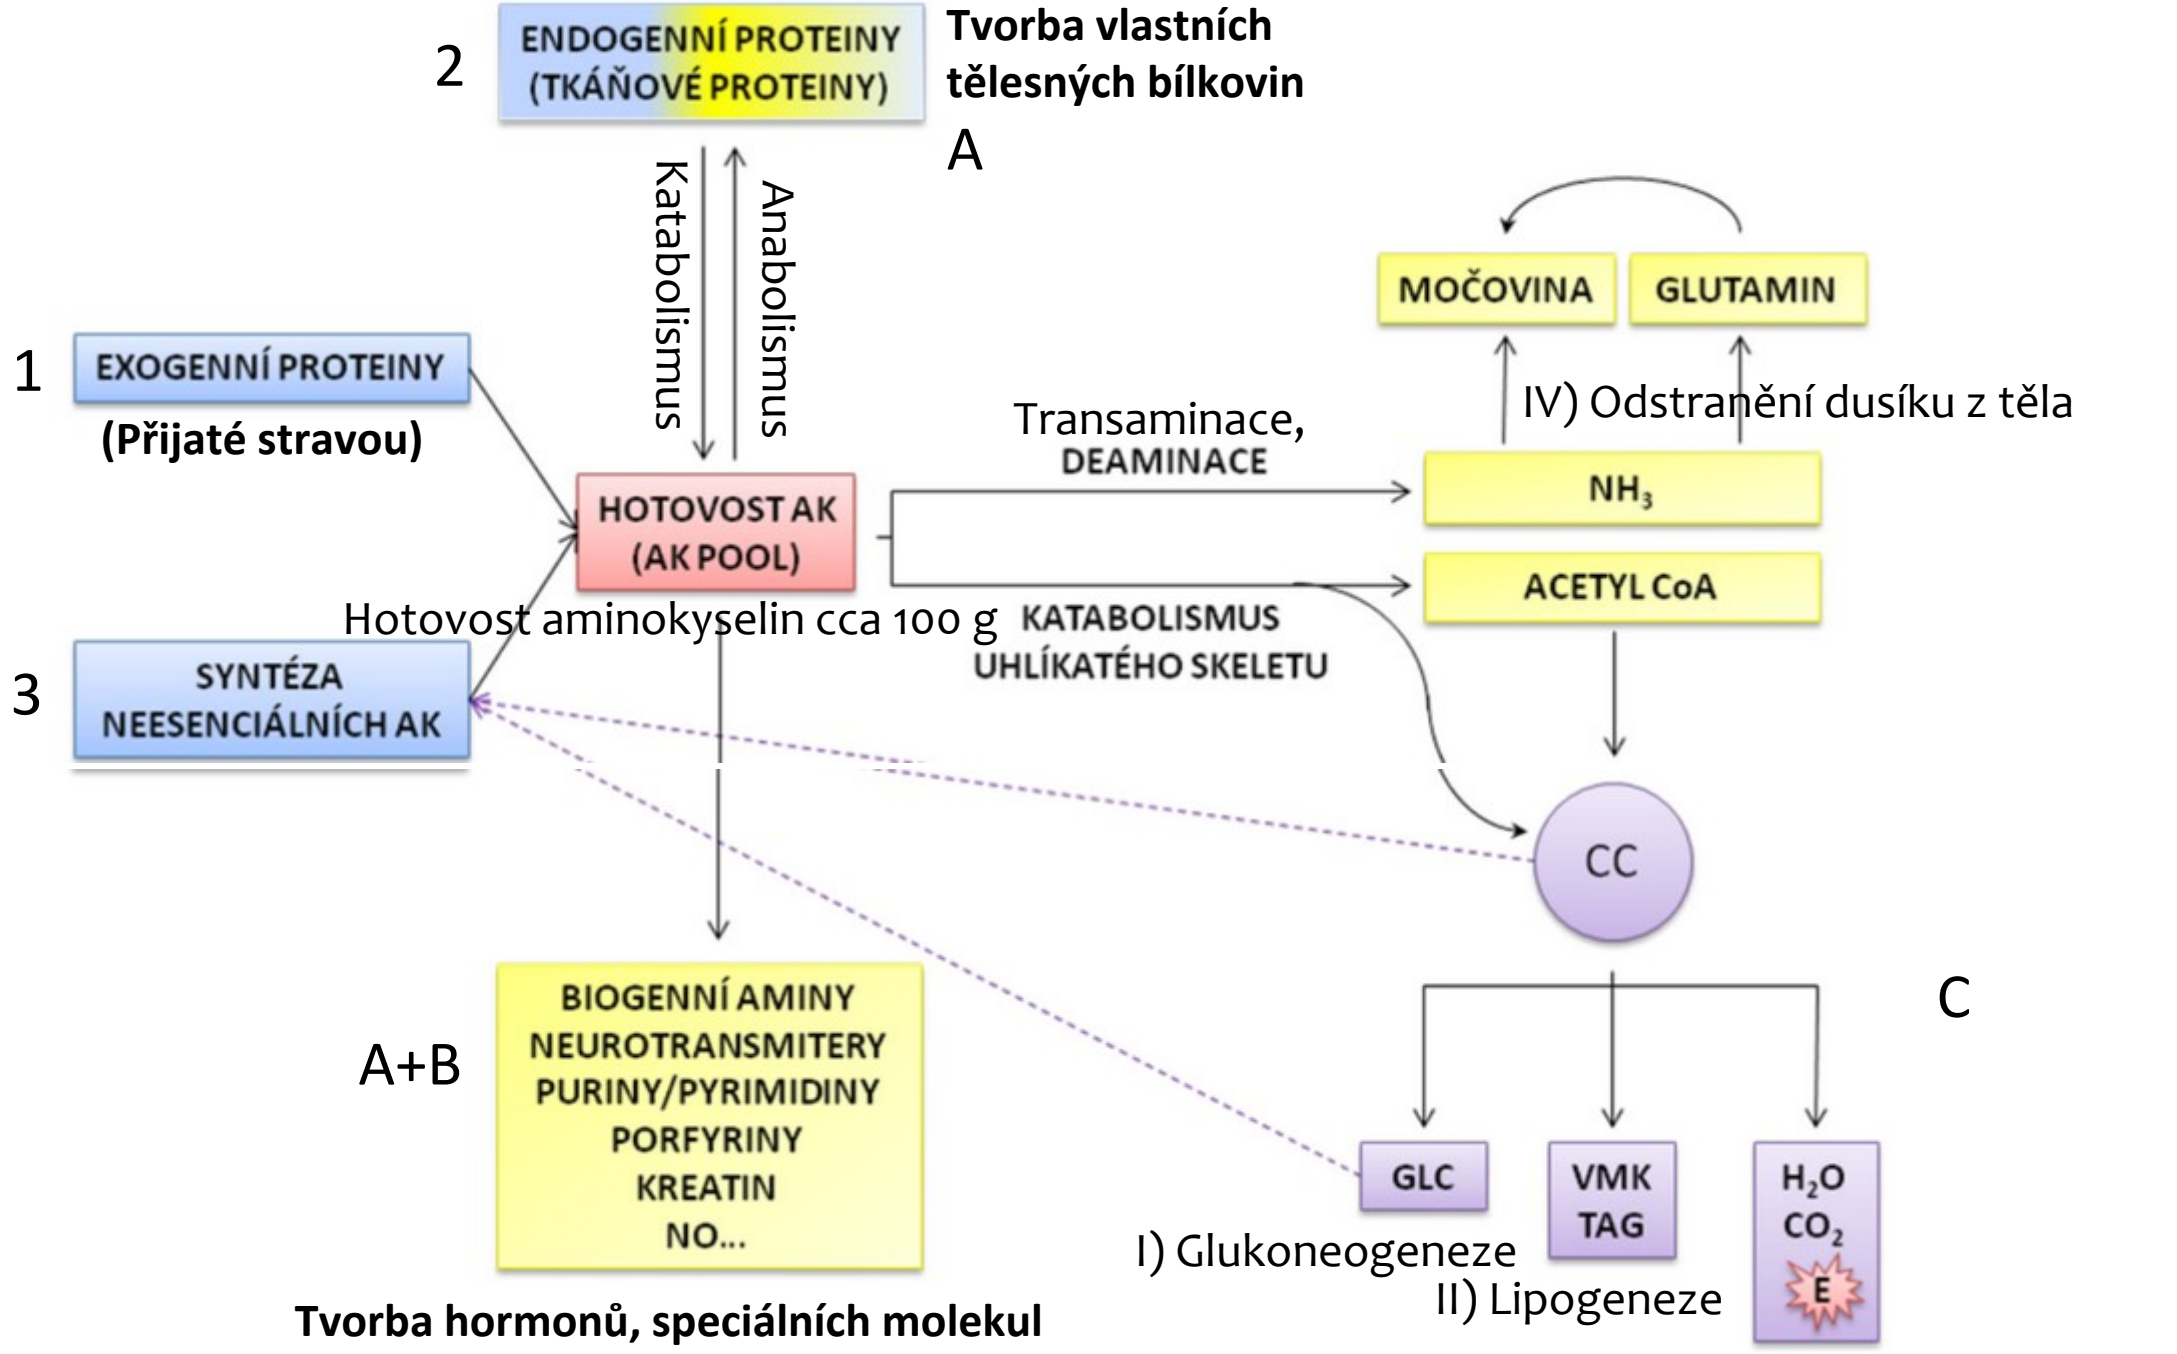 2
ENDOGENNÍ PROTEINY
(TKÁŇOVÉ PROTEINY)
Tvorba vlastních
tělesných bílkovin
A
Katabolismus
Anabolismus
MOČOVINA
GLUTAMIN
1
EXOGENNÍ PROTEINY
(Přijaté stravou)
Transaminace,
DEAMINACE
IV) Odstranění dusíku z těla
HOTOVOST AK
(AK POOL)
NH₃
ACETYL CoA
Hotovost aminokyselin cca 100 g
KATABOLISMUS
UHLÍKATÉHO SKELETU
3
SYNTÉZA
NEESENCIÁLNÍCH AK
CC
C
A+B
BIOGENNÍ AMINY
NEUROTRANSMITERY
PURINY/PYRIMIDINY
PORFYRINY
KREATIN
NO...
GLC
VMK
TAG
H₂O
CO₂
E
I) Glukoneogeneze
II) Lipogeneze
Tvorba hormonů, speciálních molekul